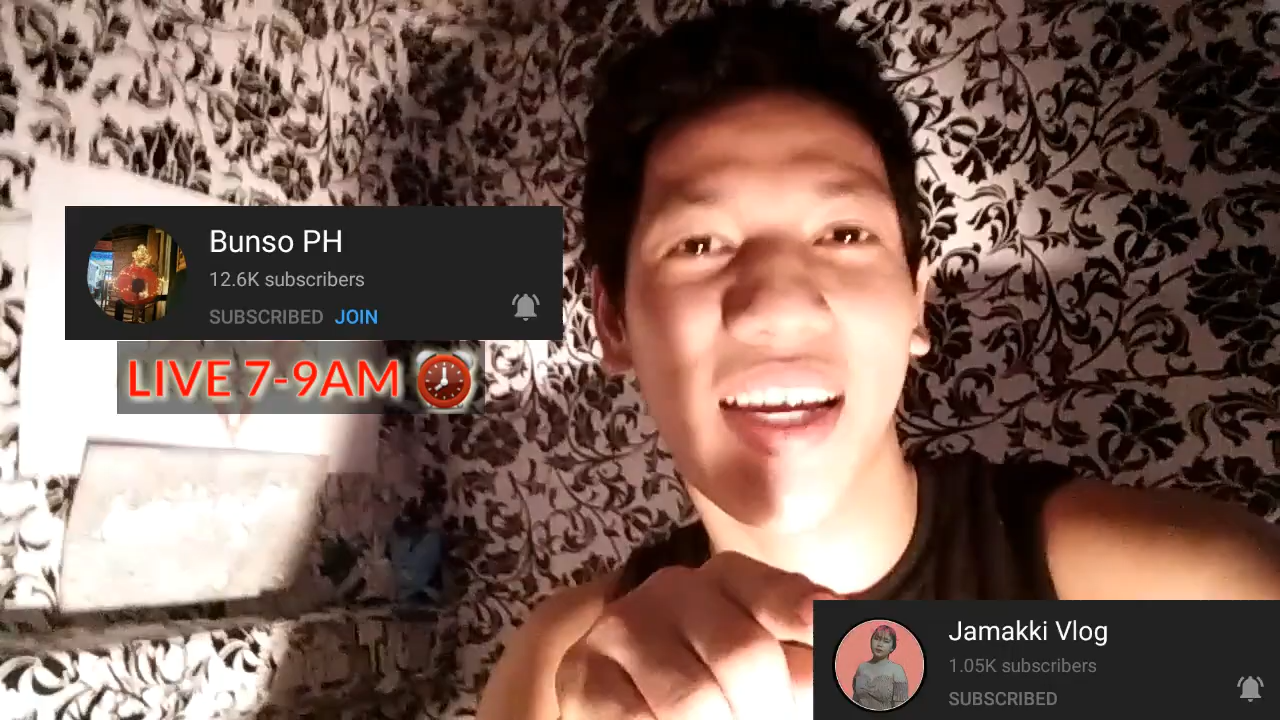 Bunso PH
12.6K subscribers
SUBSCRIBED JOIN
LIVE 7-9AM
Jamakki Vlog
1.05K subscribers
SUBSCRIBED